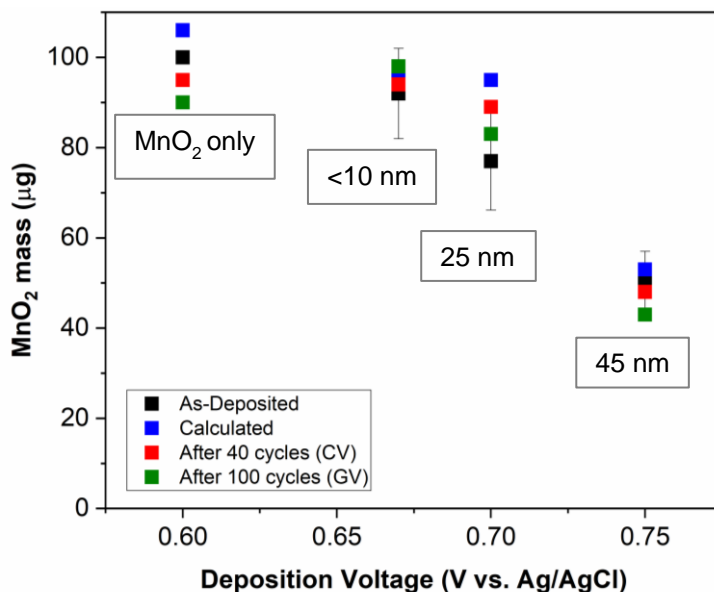 100
80
60
40
20
0
MnO2 mass (μg)
MnO2 only
<10 nm
25 nm
45 nm
As-Deposited
Calculated
After 40 cycles (CV)
After 100 cycles (GV)
0.60 0.65 0.70 0.75
Deposition Voltage (V vs. Ag/AgCl)